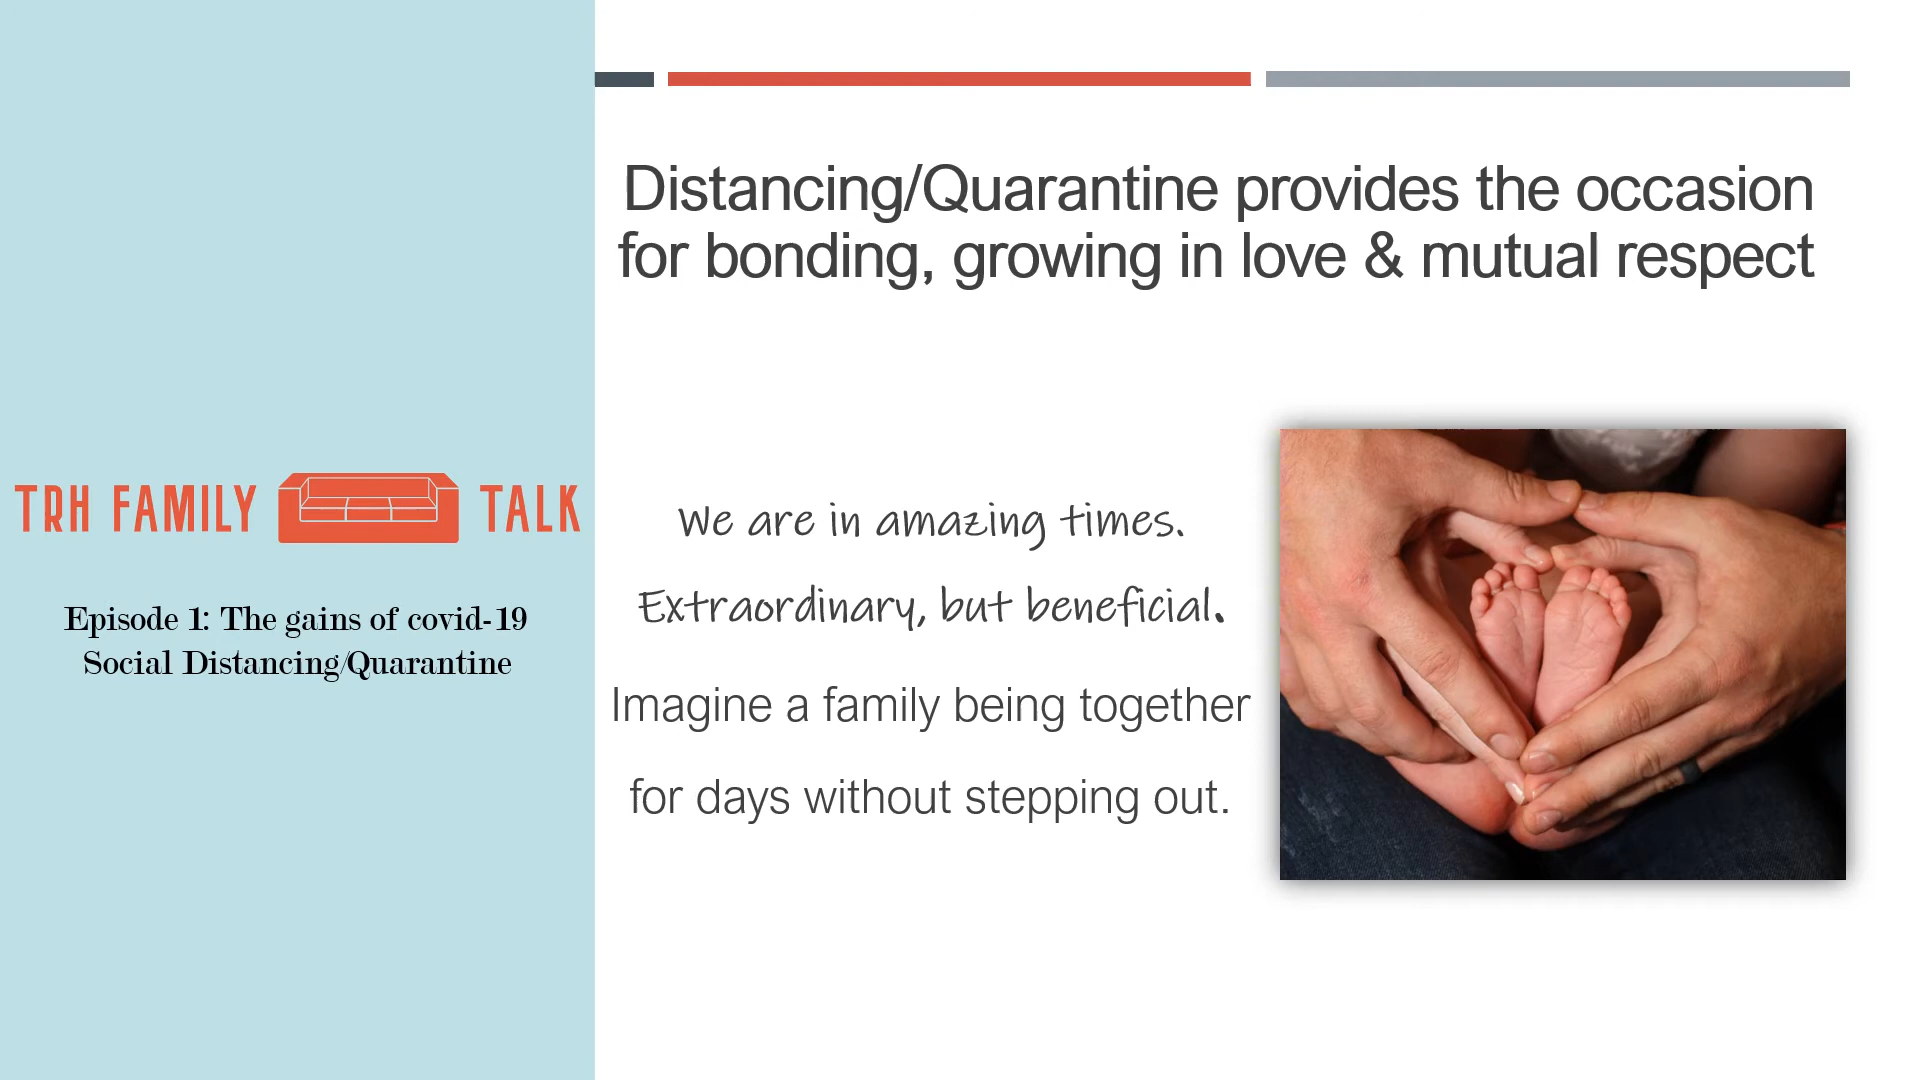 Distancing/Quarantine provides the occasion
for bonding, growing in love & mutual respect
TRH FAMILY TALK
Episode 1: The gains of covid-19
Social Distancing/Quarantine
We are in amazing times.
Extraordinary, but beneficial.
Imagine a family being together
for days without stepping out.